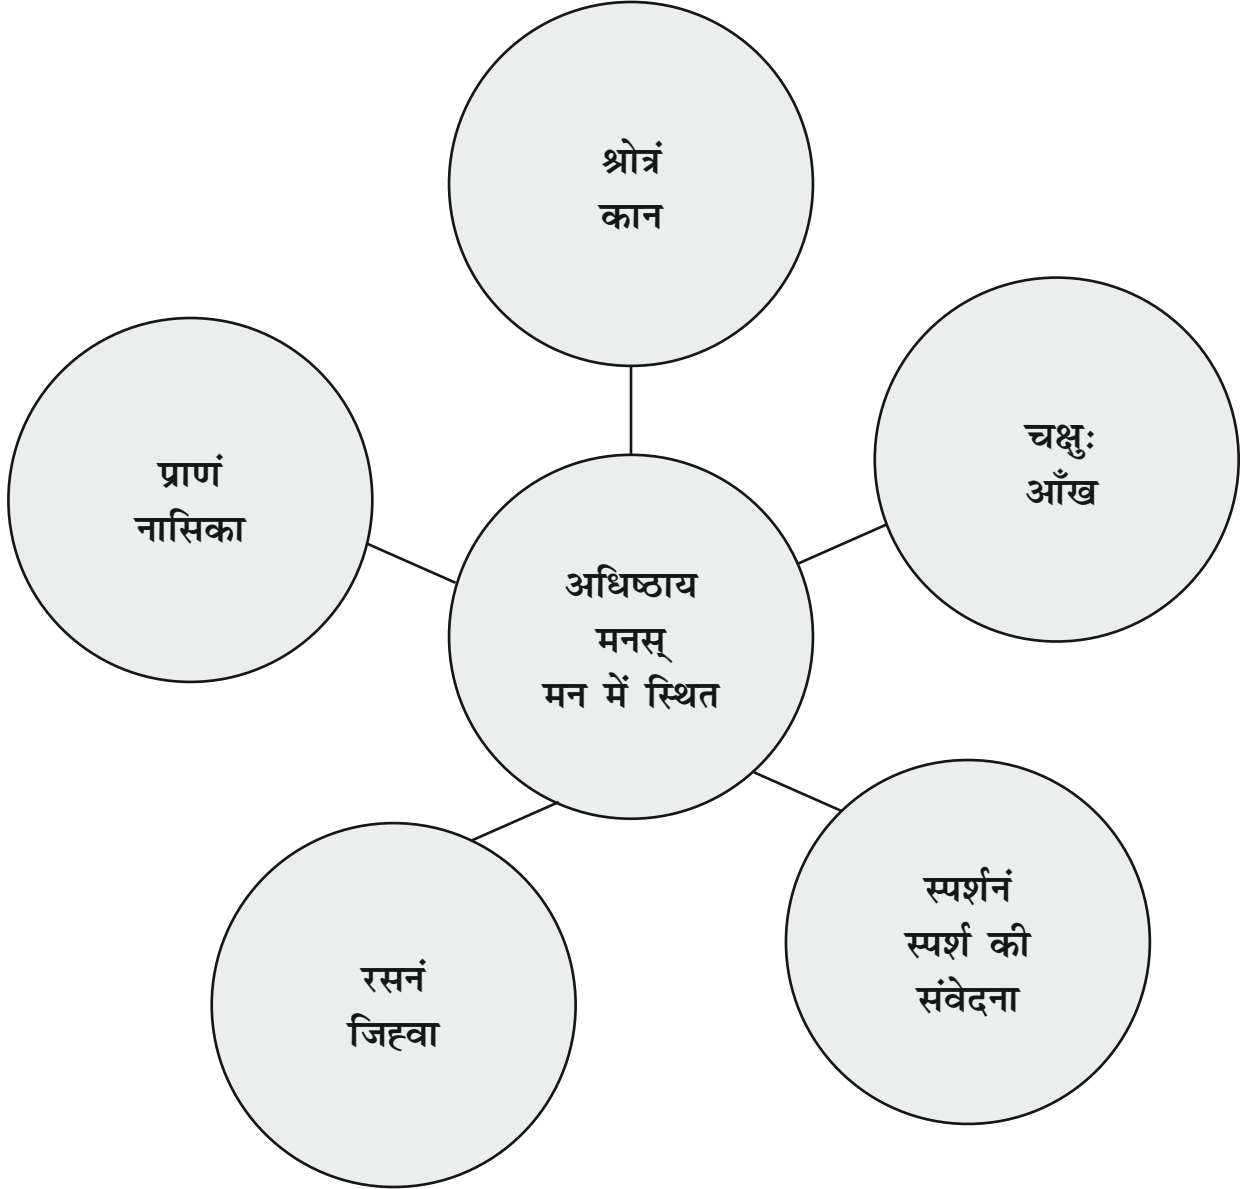 श्रोत्रं
कान
चक्षुः
आँख
प्राणं
नासिका
अधिष्ठाय
मनस्
मन में स्थित
स्पर्शनं
स्पर्श की
संवेदना
रसनं
जिह्वा